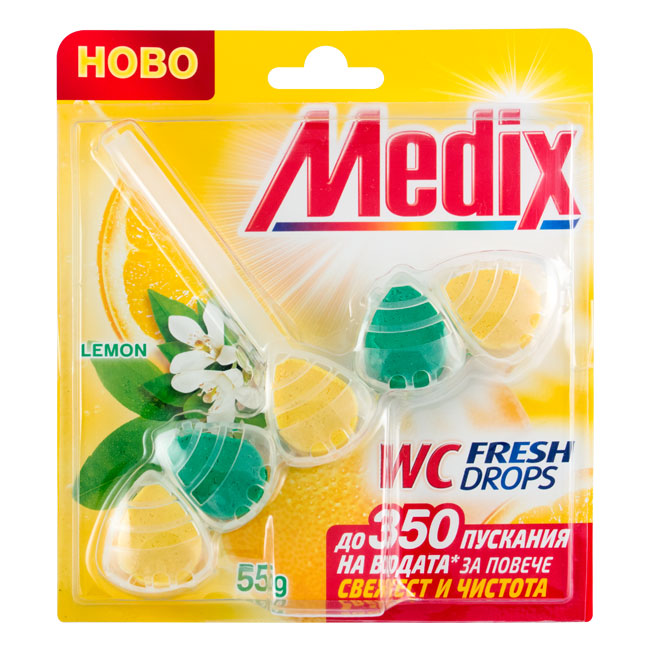 НОВО
Medix
LEMON
WC FRESH DROPS
до 350 ПУСКАНИЯ
НА ВОДАТА* ЗА ПОВЕЧЕ
СВЕЖЕСТ И ЧИСТОТА
55g